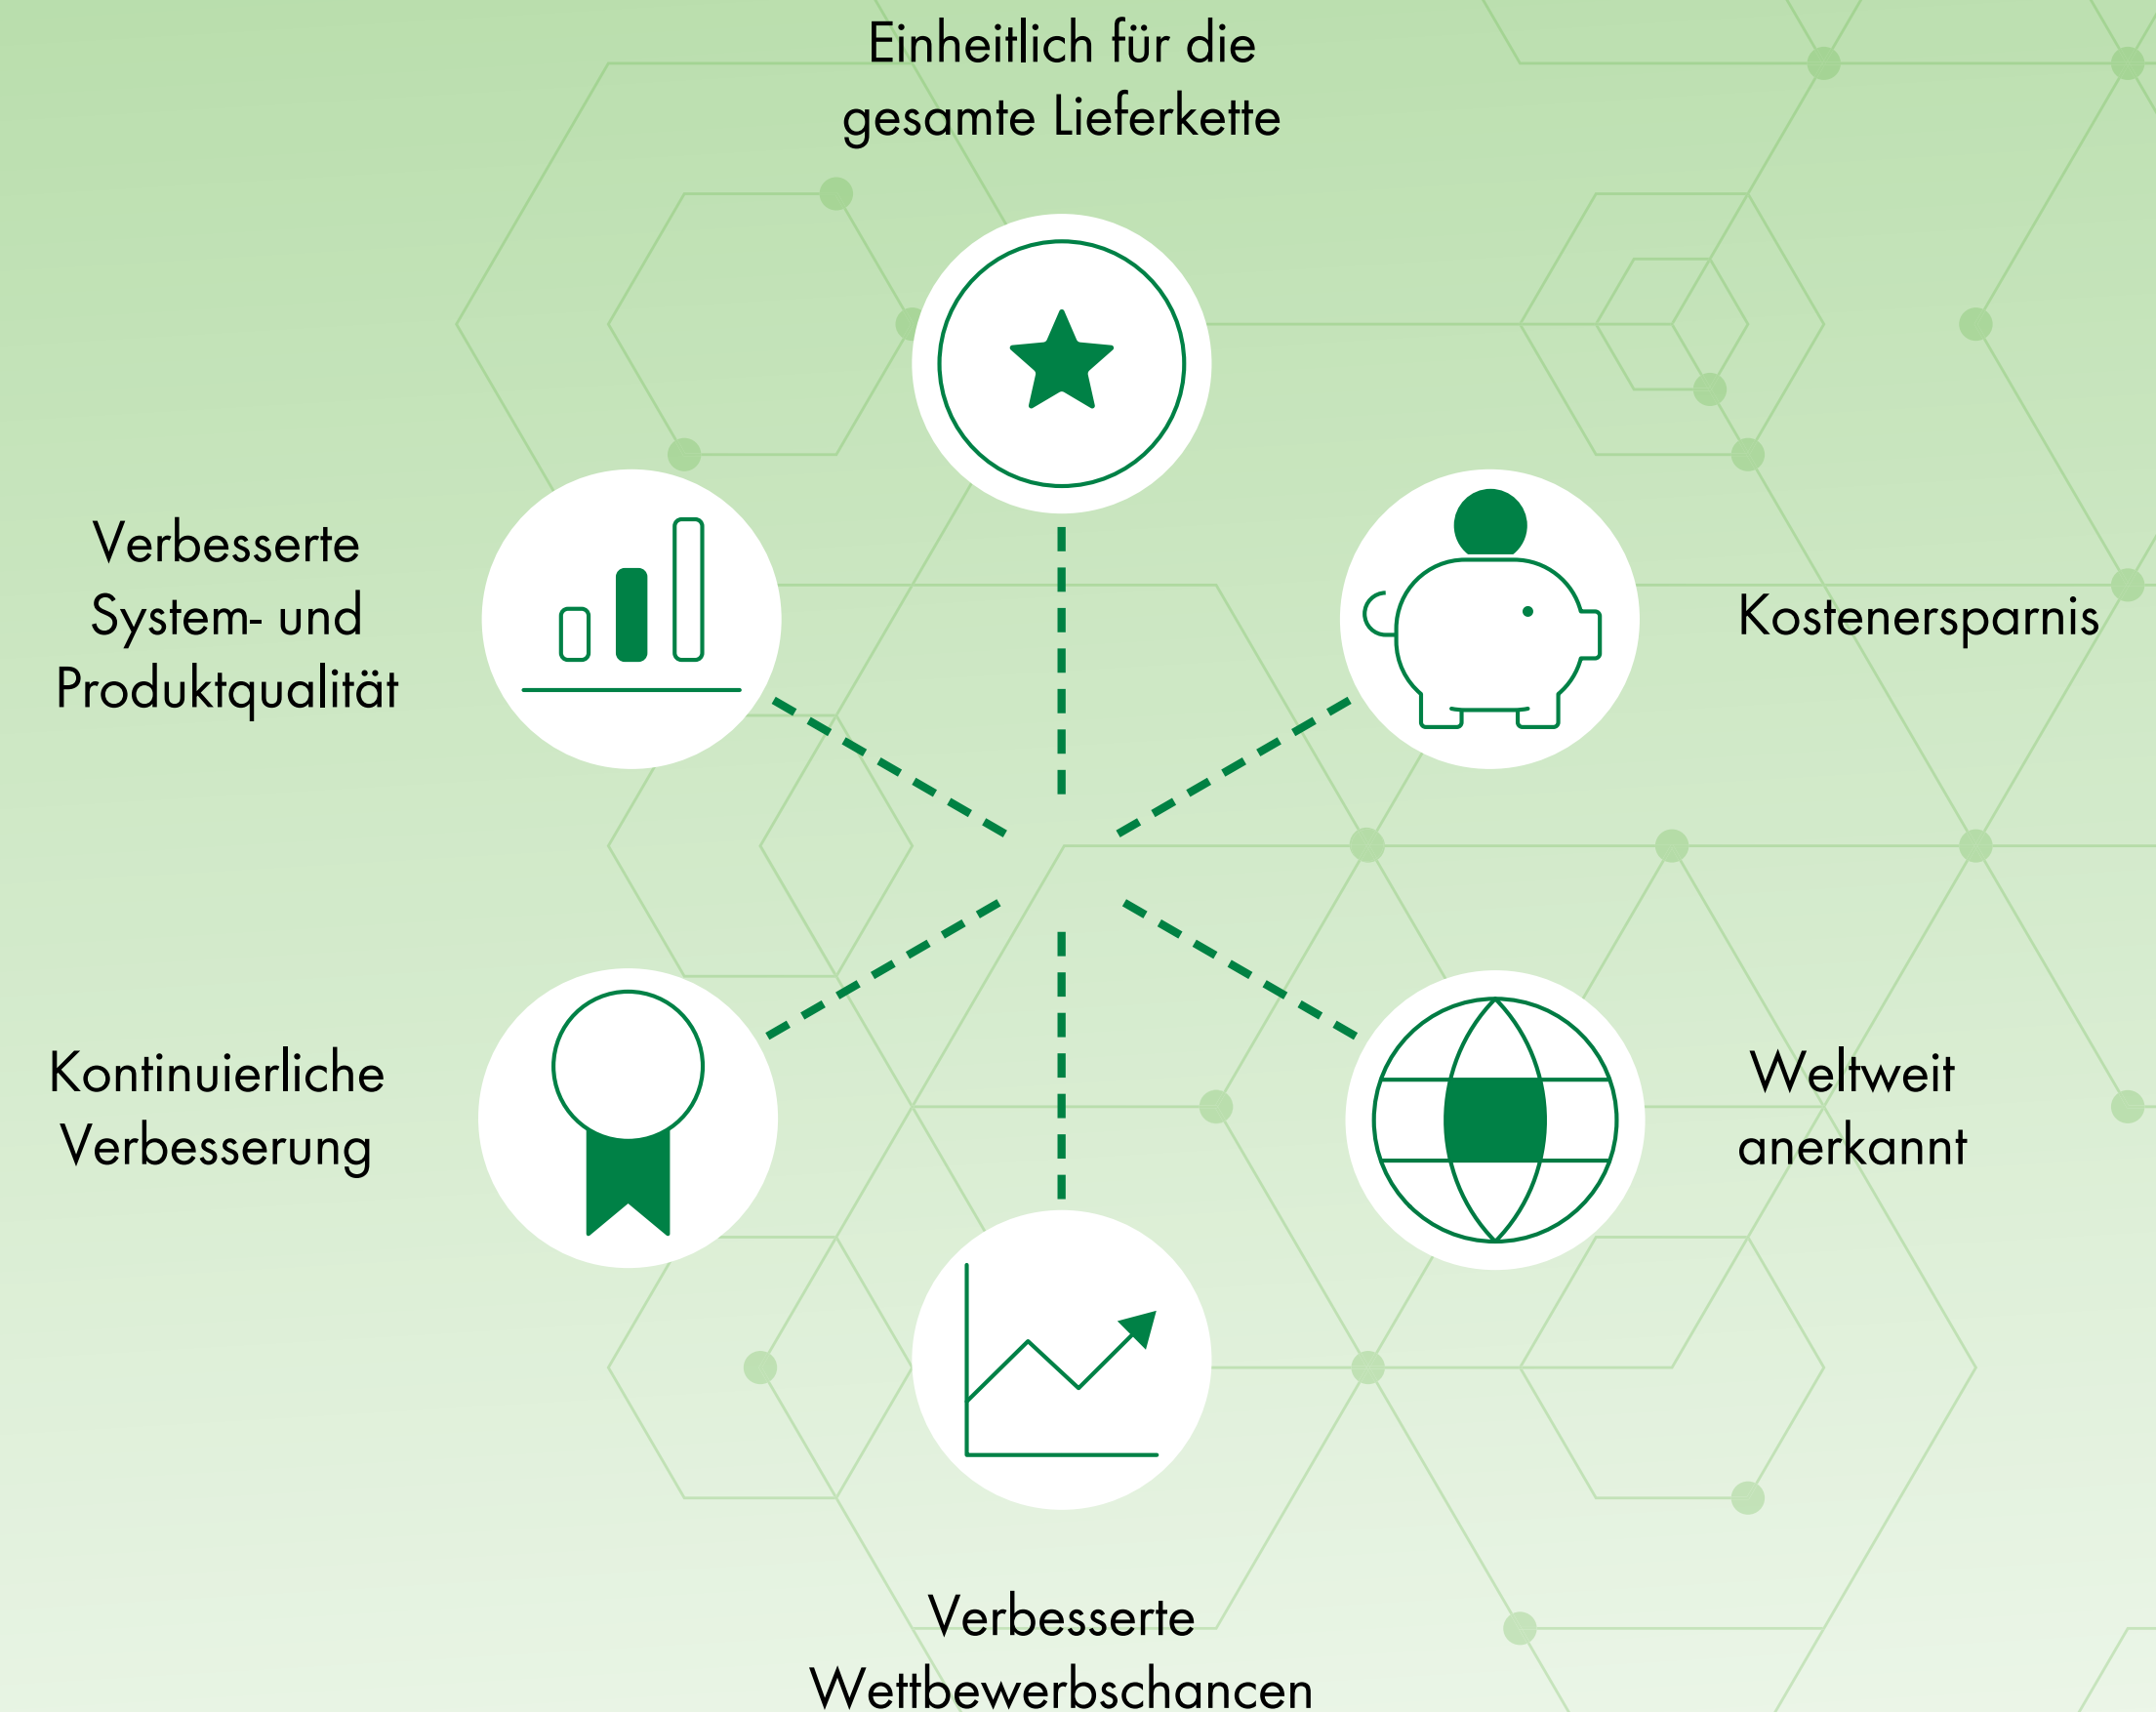 Einheitlich für die
gesamte Lieferkette
Verbesserte
System- und
Produktqualität
Kostenersparnis
Kontinuierliche
Verbesserung
Weltweit
anerkannt
Verbesserte
Wettbewerbschancen